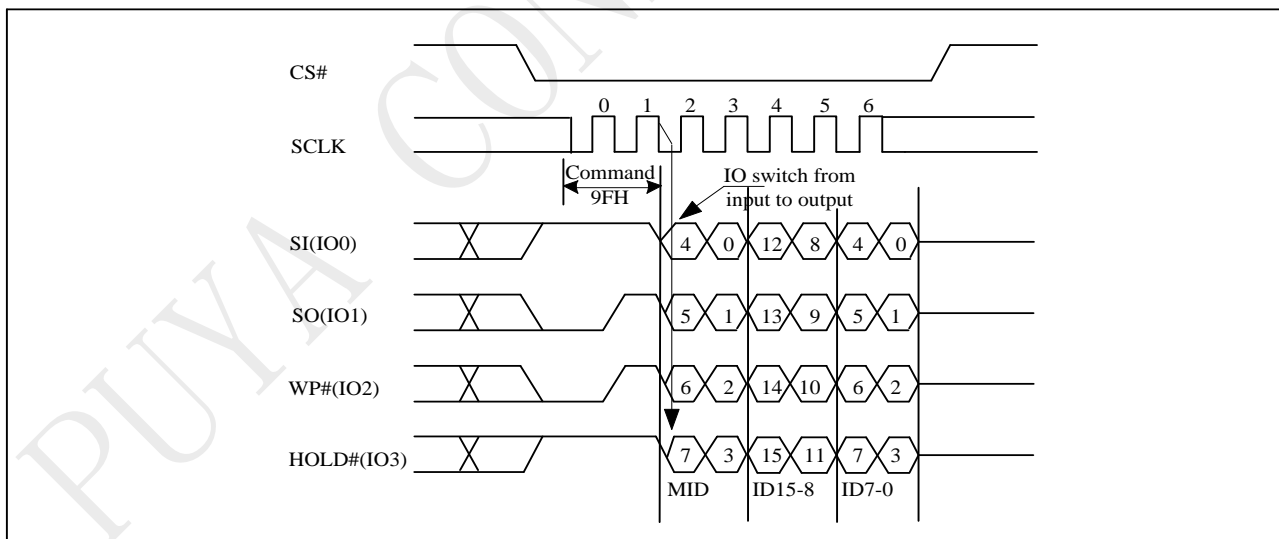 PUYA CON
CS#
0 1 2 3 4 5 6
SCLK
Command
9FH
IO switch from
input to output
SI(IO0)
4 0 12 8 4 0
SO(IO1)
5 1 13 9 5 1
WP#(IO2)
6 2 14 10 6 2
HOLD#(IO3)
7 3 15 11 7 3
MID ID15-8 ID7-0